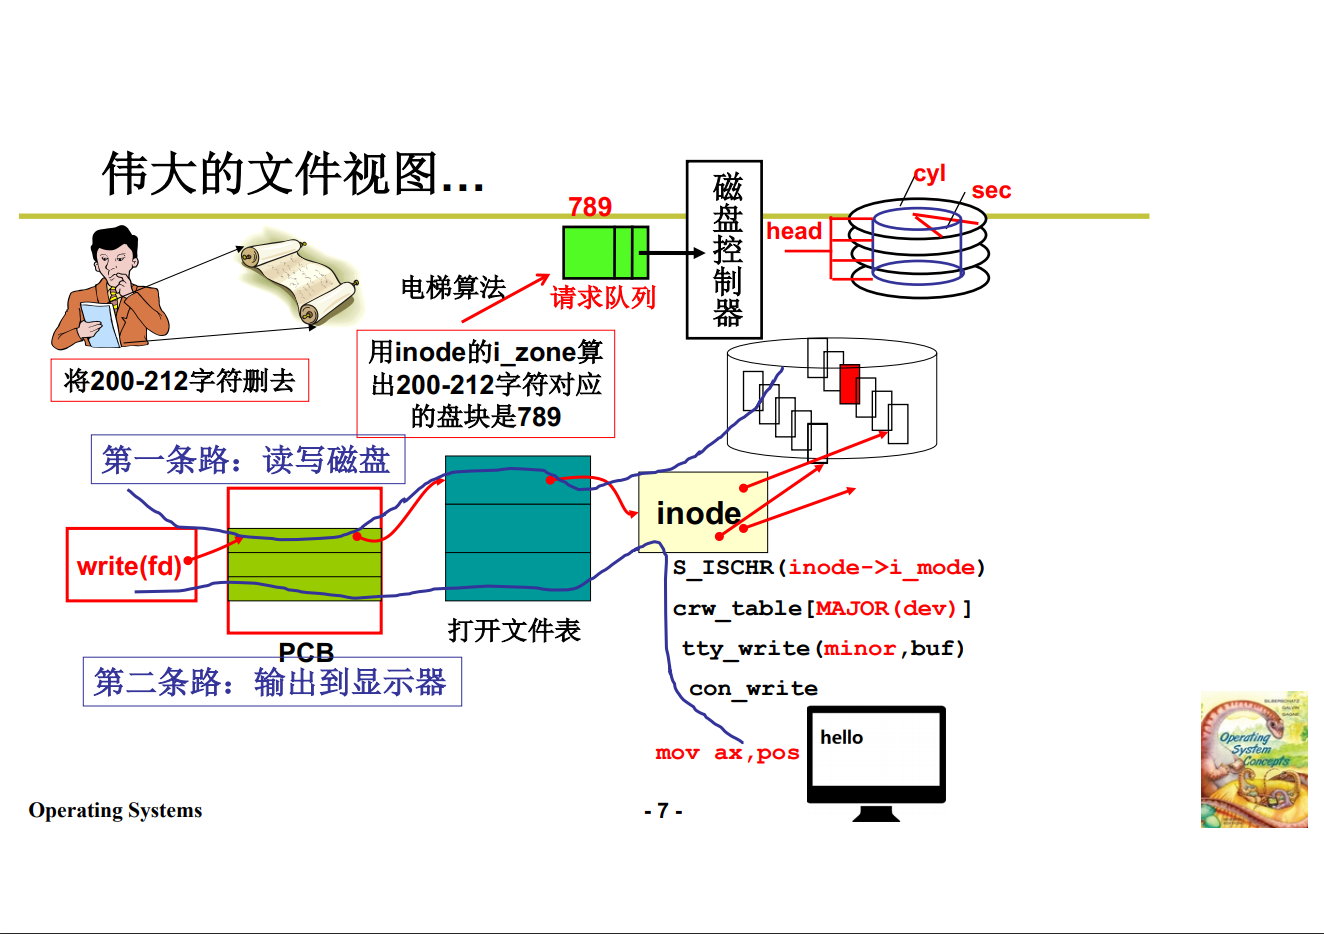 伟大的文件视图...
789
磁
盘
控
制
器
cyl
sec
head
电梯算法
请求队列
将200-212字符删去
用inode的i_zone算
出200-212字符对应
的盘块是789
第一条路：读写磁盘
write(fd)
PCB
打开文件表
inode
S_ISCHR(inode->i_mode)
crw_table[MAJOR(dev)]
tty_write(minor,buf)
con_write
第二条路：输出到显示器
mov ax,pos
hello
Operating
System
Concepts
Operating Systems
- 7 -